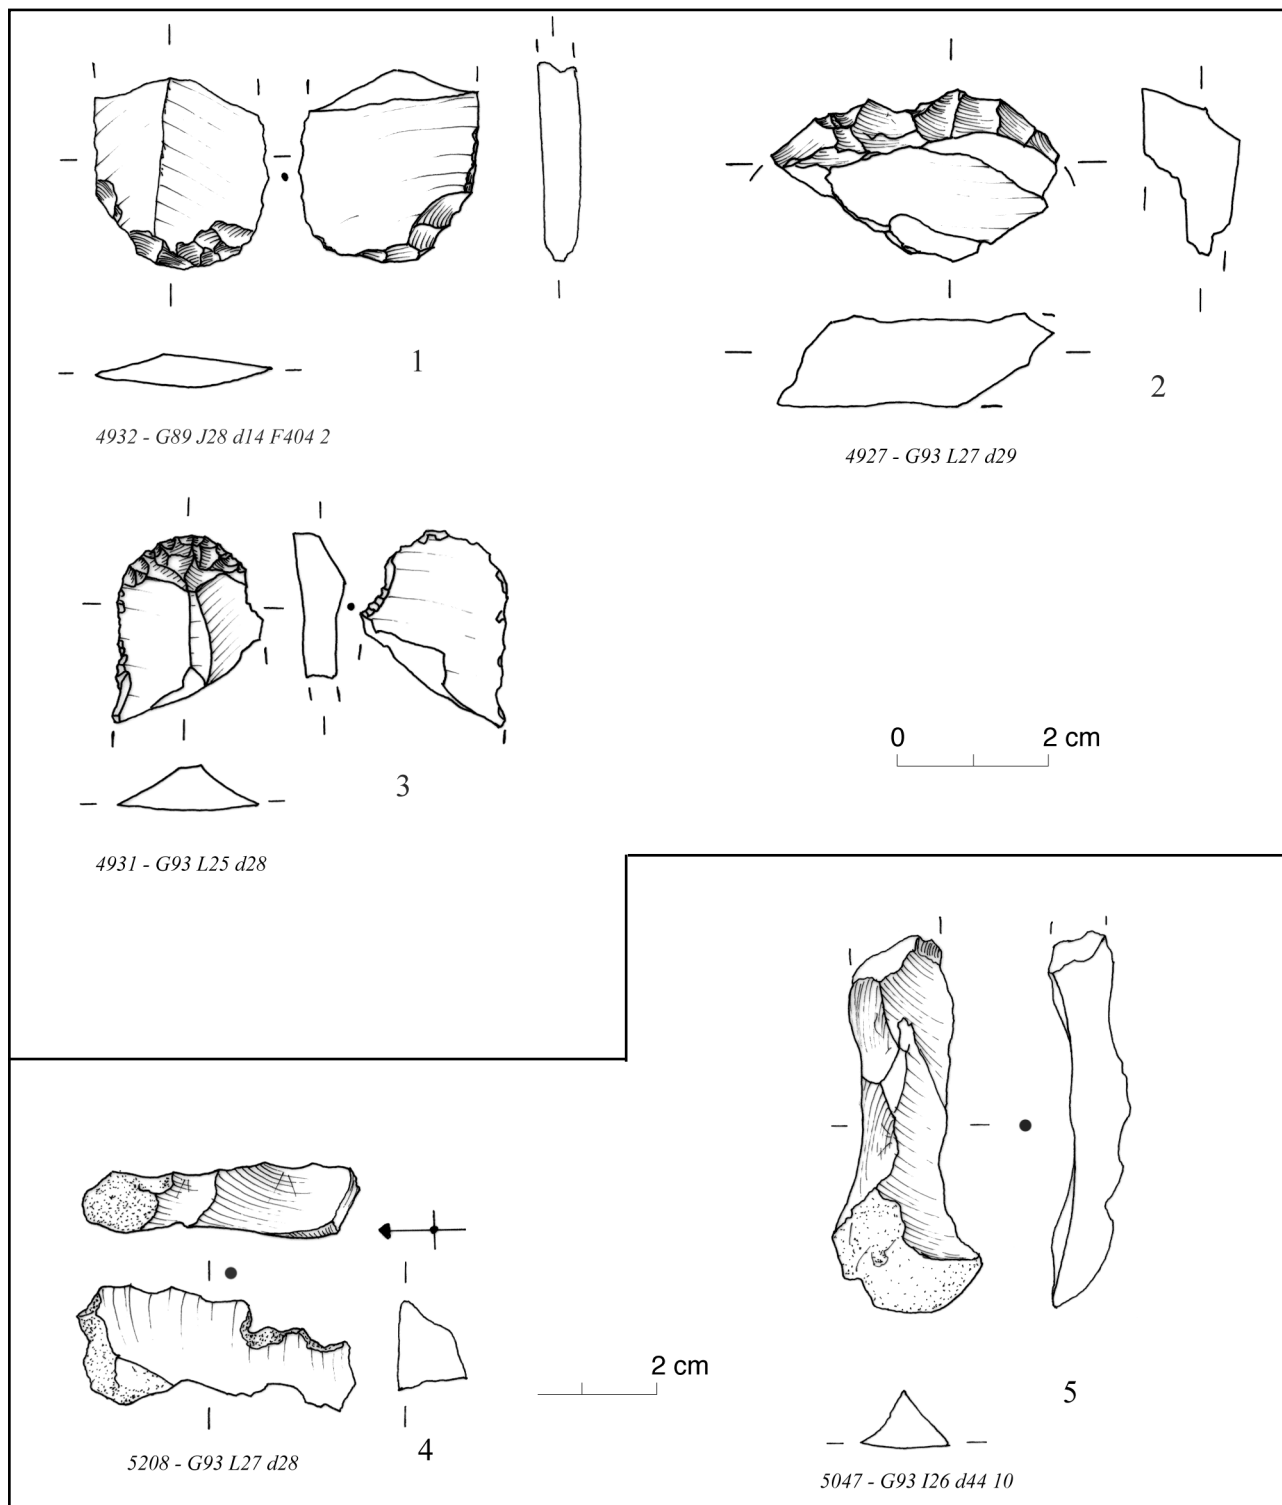 1
4932 - G89 J28 d14 F404 2
2
4927 - G93 L27 d29
3
4931 - G93 L25 d28
0 2 cm
2 cm
4
5208 - G93 L27 d28
5
5047 - G93 I26 d44 10